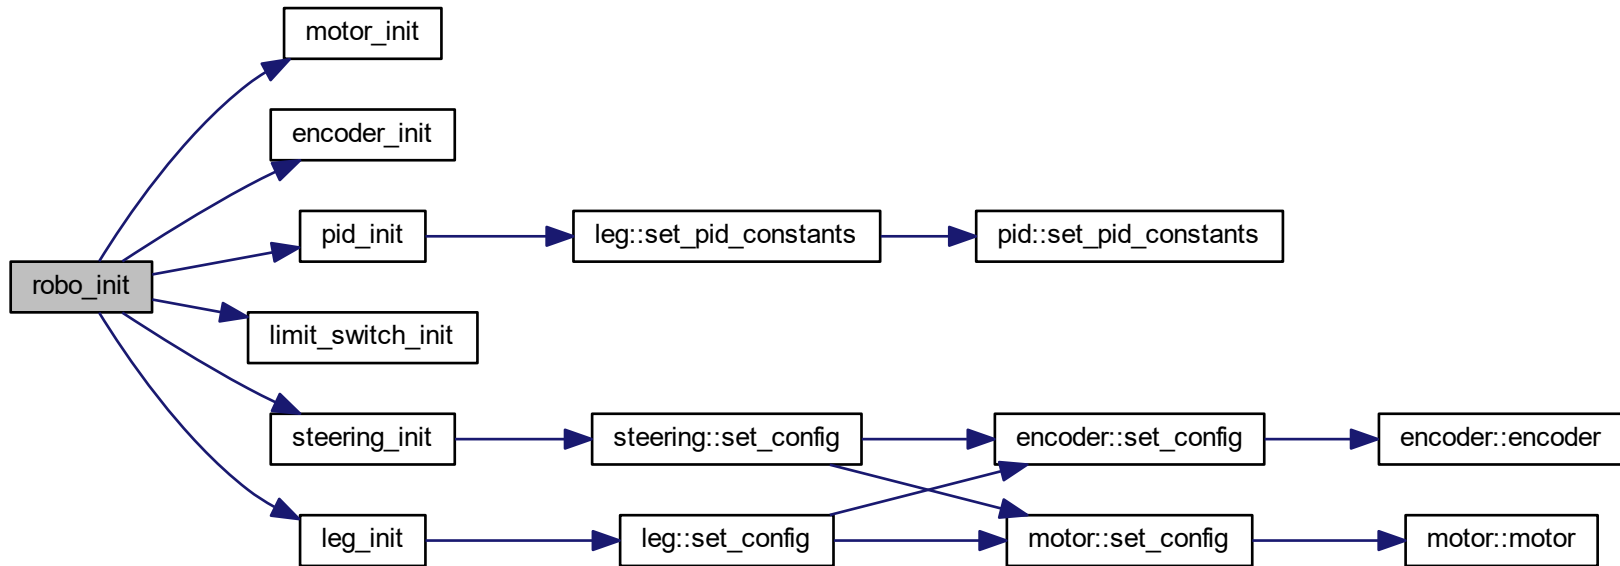 motor_init
encoder_init
pid_init
leg::set_pid_constants
pid::set_pid_constants
robo_init
limit_switch_init
steering_init
steering::set_config
encoder::set_config
encoder::encoder
leg_init
leg::set_config
motor::set_config
motor::motor